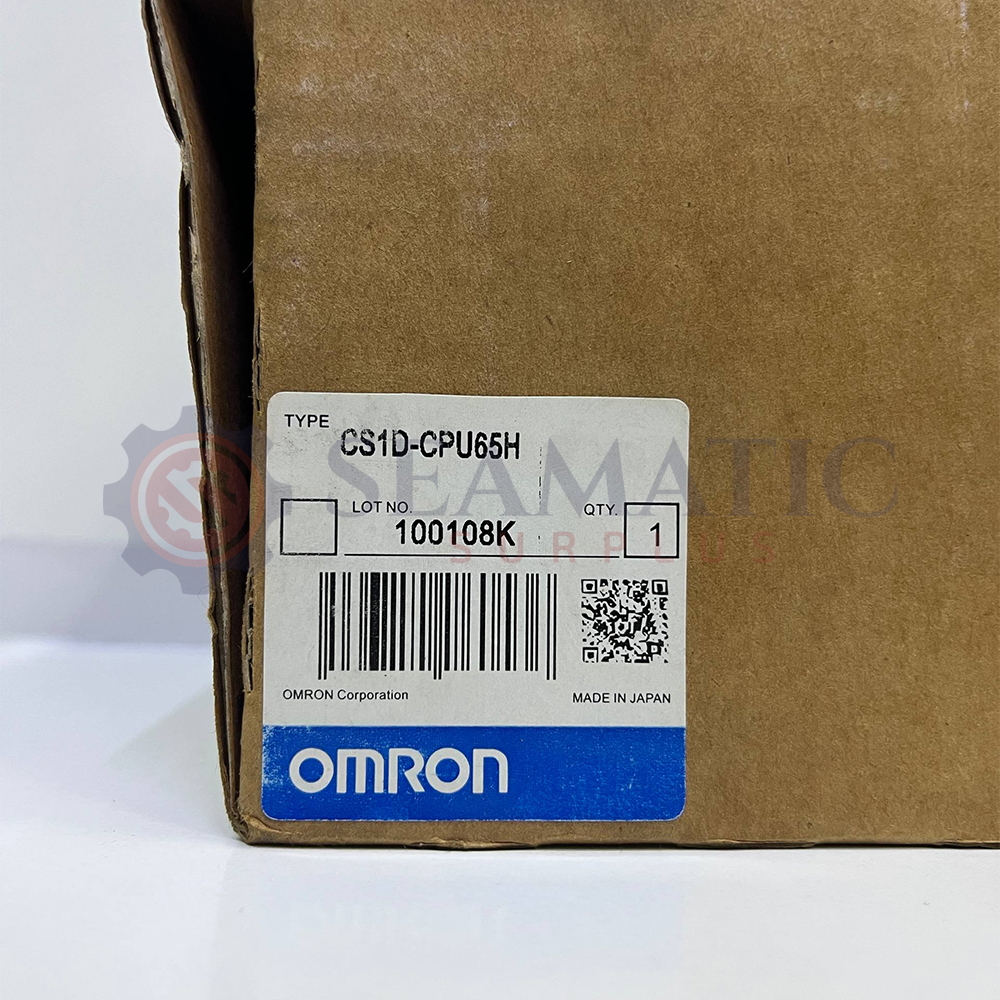 TYPE
CS1D-CPU65H
LOT NO.
100108K
QTY.
1
OMRON Corporation
MADE IN JAPAN
OMRON
SEAMATIC
SURPLUS